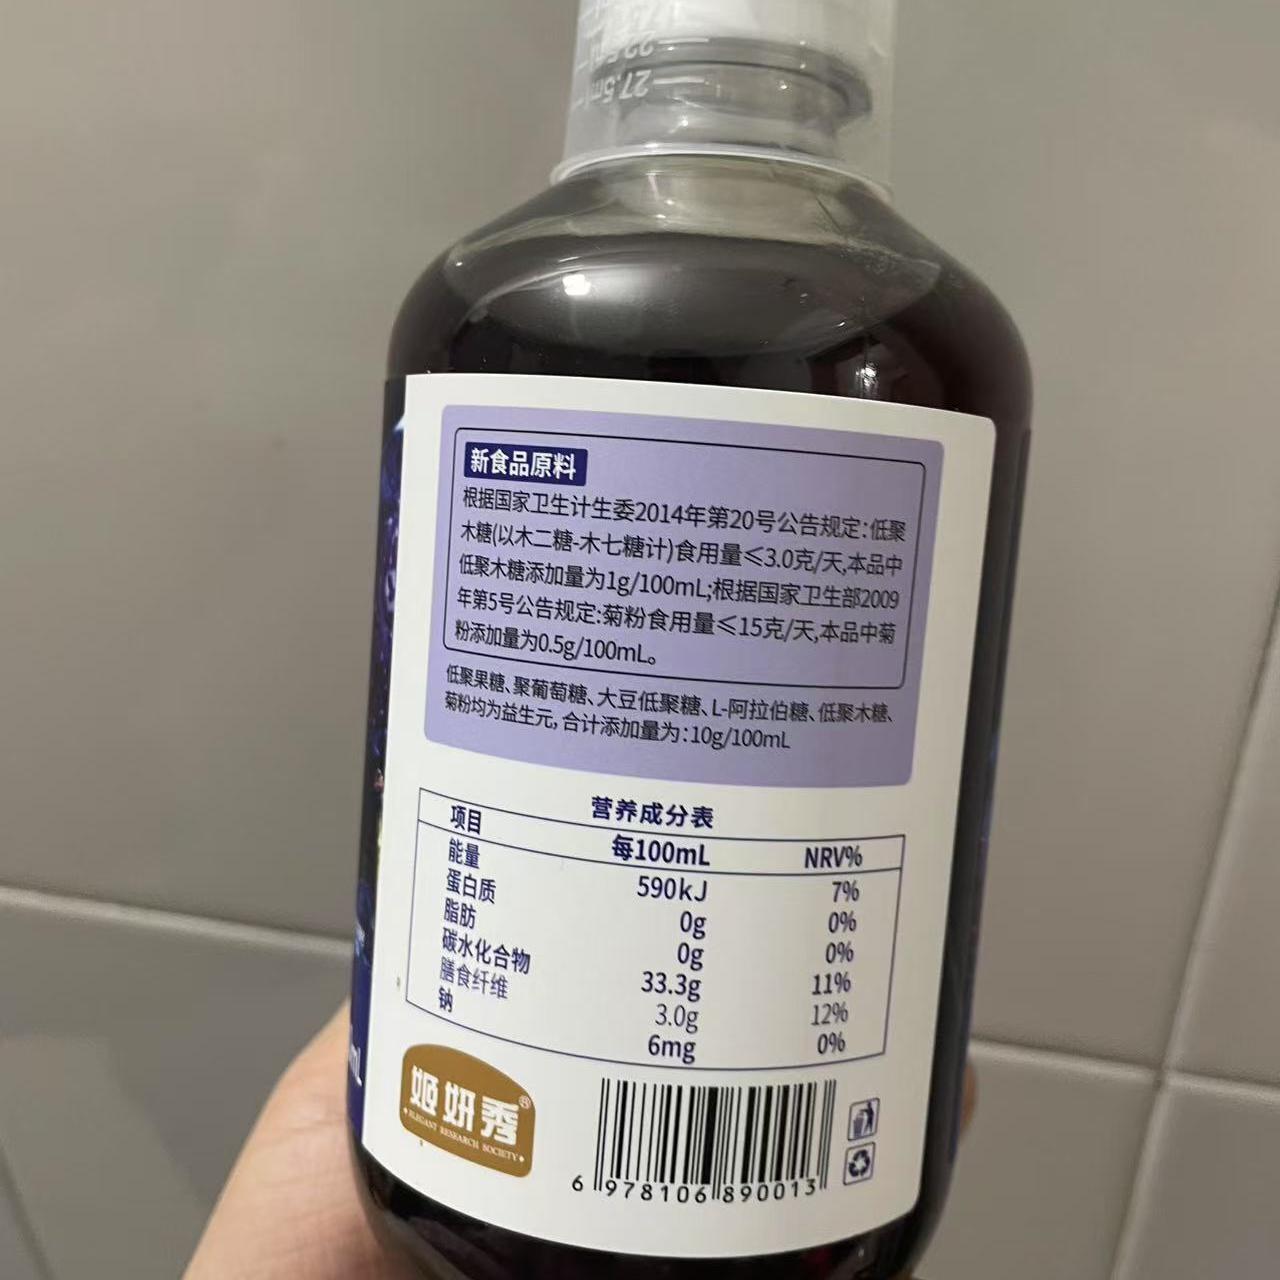 22.5ml
27.5ml
新食品原料
根据国家卫生计生委2014年第20号公告规定:低聚
木糖(以木二糖-木七糖计)食用量≤3.0克/天,本品中
低聚木糖添加量为1g/100mL;根据国家卫生部2009
年第5号公告规定:菊粉食用量≤15克/天,本品中菊
粉添加量为0.5g/100mL。
低聚果糖、聚葡萄糖、大豆低聚糖、L-阿拉伯糖、低聚木糖、
菊粉均为益生元, 合计添加量为:10g/100mL
营养成分表
项目 每100mL NRV%
能量 590kJ 7%
蛋白质 0g 0%
脂肪 0g 0%
碳水化合物 33.3g 11%
膳食纤维 3.0g 12%
钠 6mg 0%
姬妍秀®
ELEGANT RESEARCH SOCIETY
6 978106 890013
mL